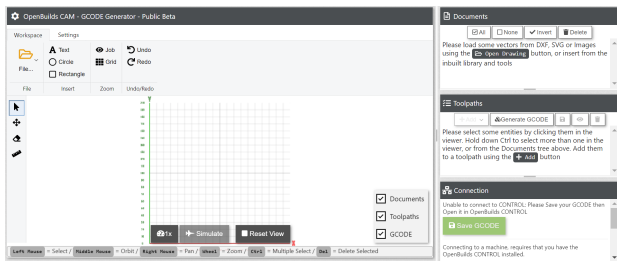 OpenBuilds CAM - GCODE Generator - Public Beta
Workspace Settings
File...
File
A Text
Circle
Rectangle
Insert
Job
Grid
Zoom
Undo
Redo
Undo/Redo
1x Simulate Reset View
Documents
Toolpaths
GCODE
Left Mouse = Select / Middle Mouse = Orbit / Right Mouse = Pan / Wheel = Zoom / Ctrl = Multiple Select / Del = Delete Selected
Documents
All None Invert Delete
Please load some vectors from DXF, SVG or Images
using the Open Drawing button, or insert from the
inbuilt library and tools
Toolpaths
Add Generate GCODE
Please select some entities by clicking them in the
viewer. Hold down Ctrl to select more than one in the
viewer, or from the Documents tree above. Add them
to a toolpath using the + Add button
Connection
Unable to connect to CONTROL: Please Save your GCODE then
Open it in OpenBuilds CONTROL
Save GCODE
Connecting to a machine, requires that you have the
OpenBuilds CONTROL installed.